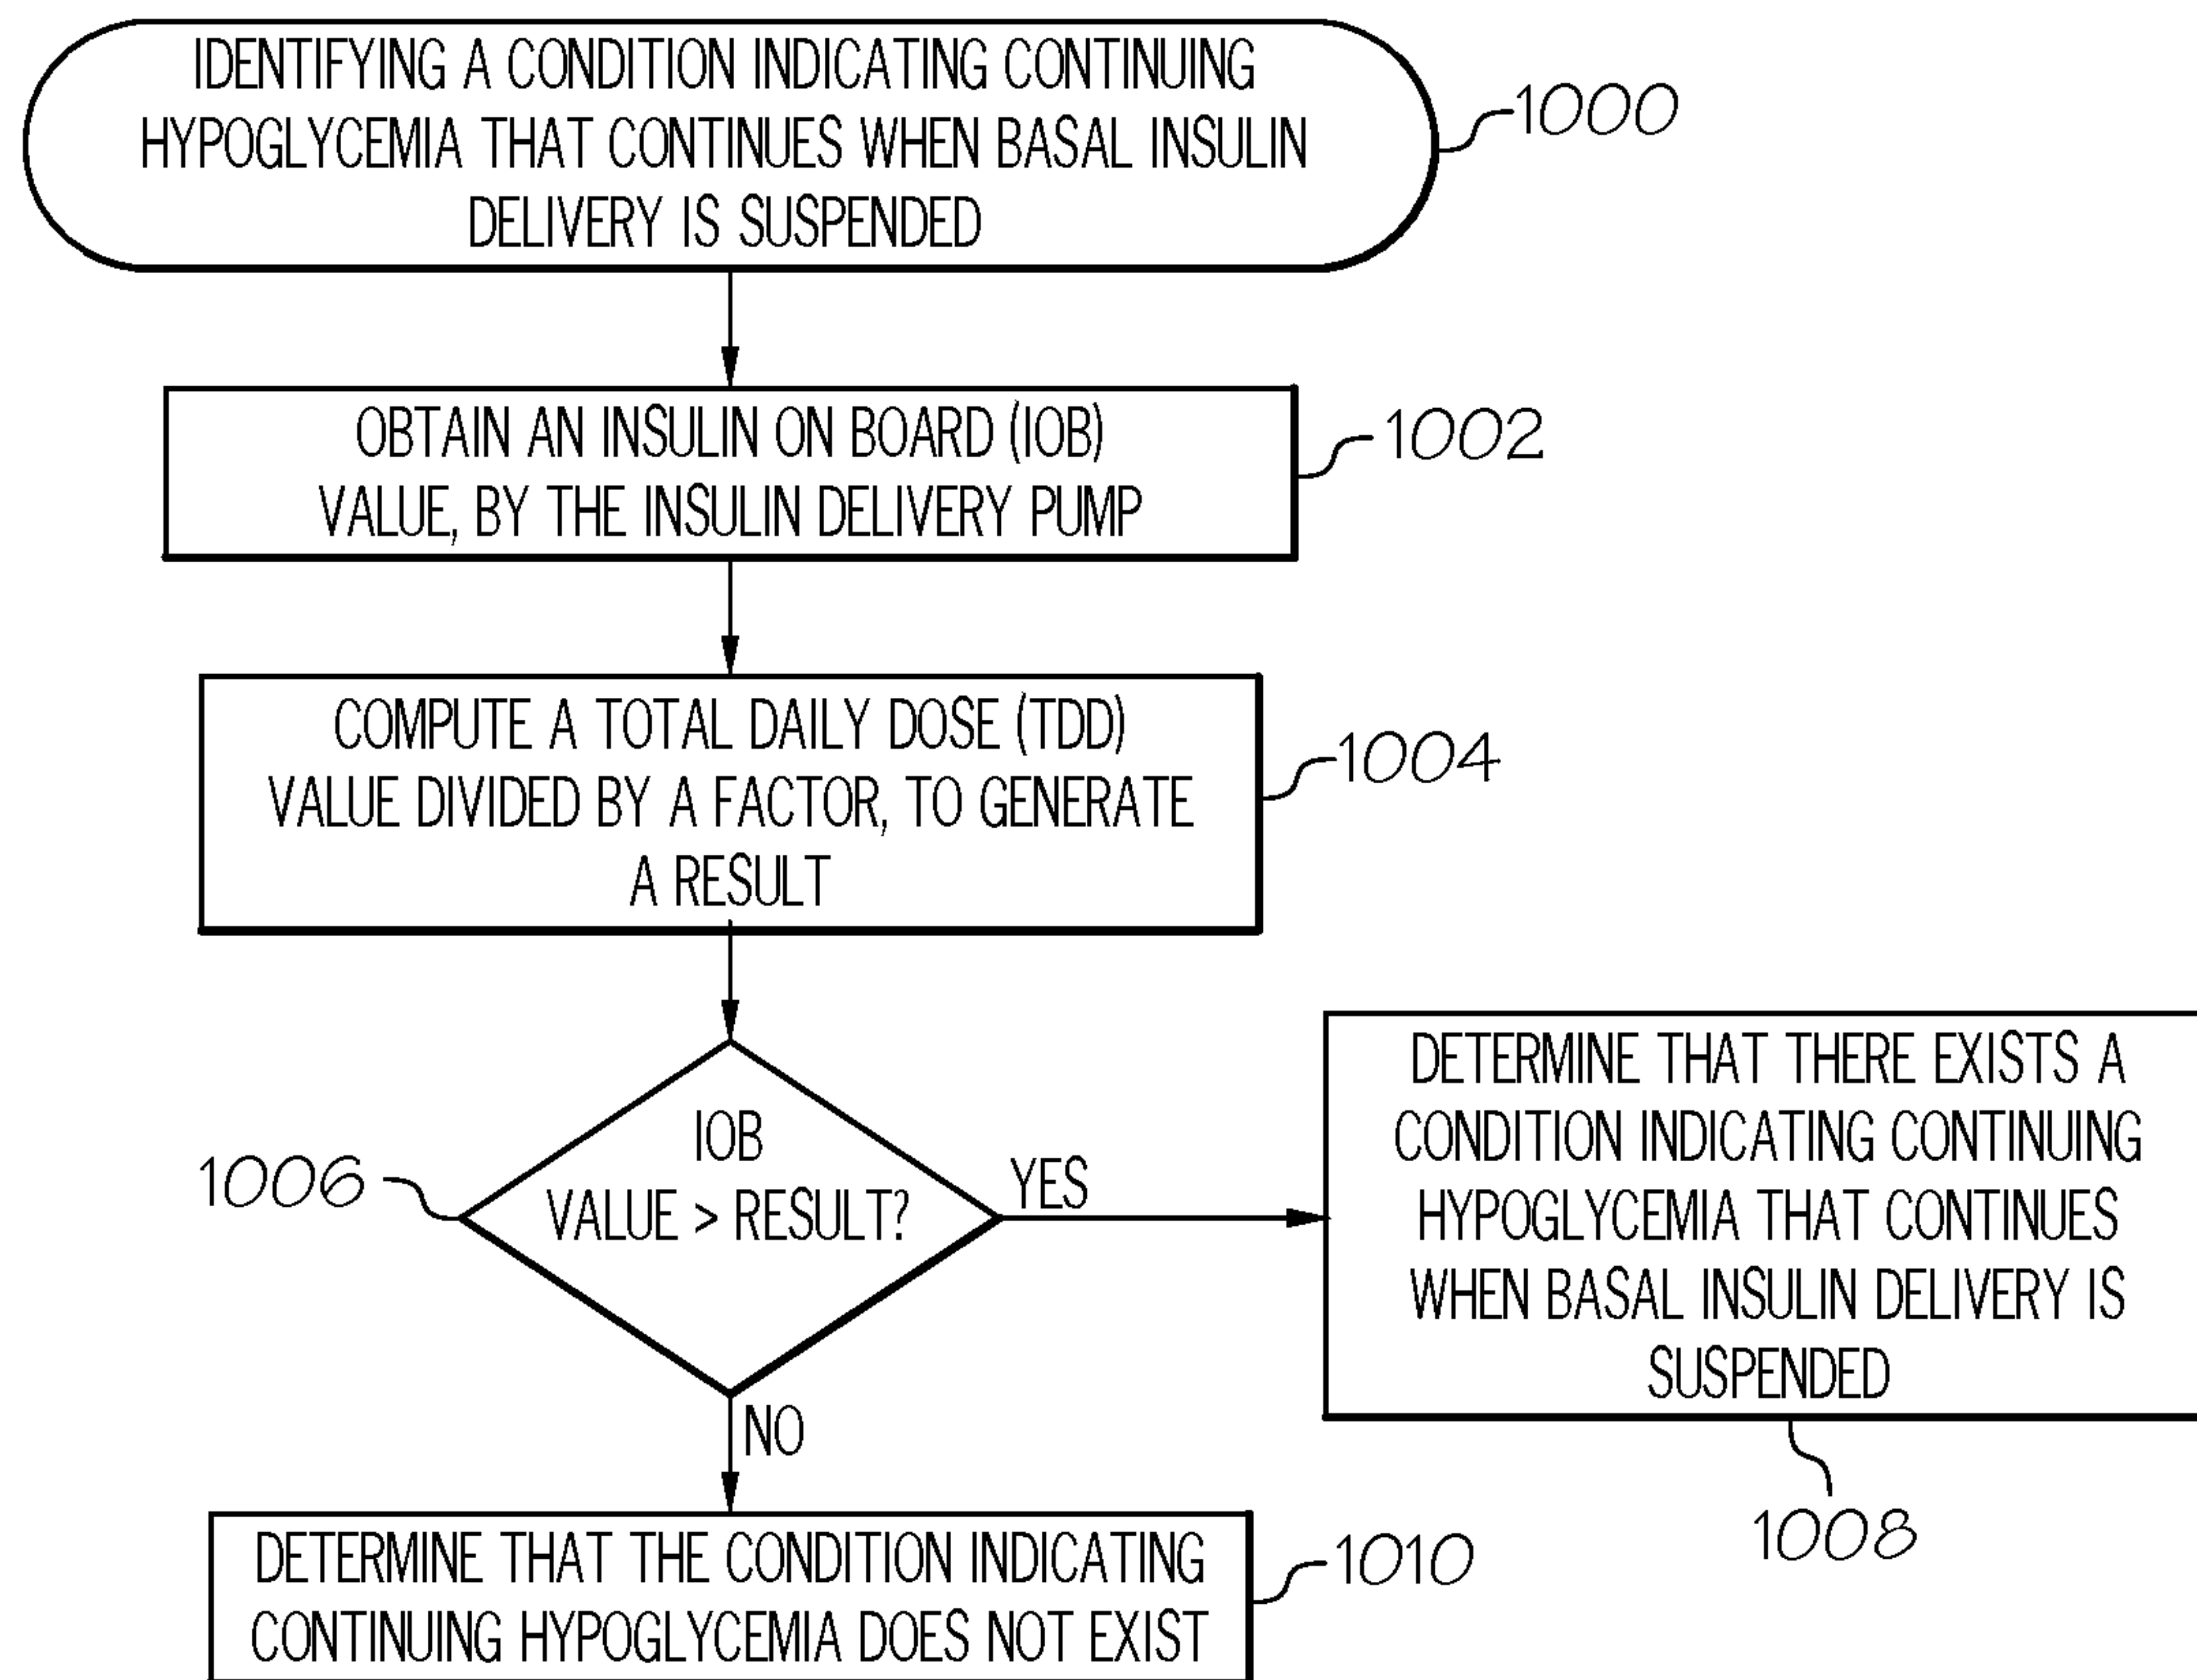 IDENTIFYING A CONDITION INDICATING CONTINUING
HYPOGLYCEMIA THAT CONTINUES WHEN BASAL INSULIN
DELIVERY IS SUSPENDED
1000
OBTAIN AN INSULIN ON BOARD (IOB)
VALUE, BY THE INSULIN DELIVERY PUMP
1002
COMPUTE A TOTAL DAILY DOSE (TDD)
VALUE DIVIDED BY A FACTOR, TO GENERATE
A RESULT
1004
IOB
VALUE > RESULT?
1006
YES
DETERMINE THAT THERE EXISTS A
CONDITION INDICATING CONTINUING
HYPOGLYCEMIA THAT CONTINUES
WHEN BASAL INSULIN DELIVERY IS
SUSPENDED
1008
NO
DETERMINE THAT THE CONDITION INDICATING
CONTINUING HYPOGLYCEMIA DOES NOT EXIST
1010